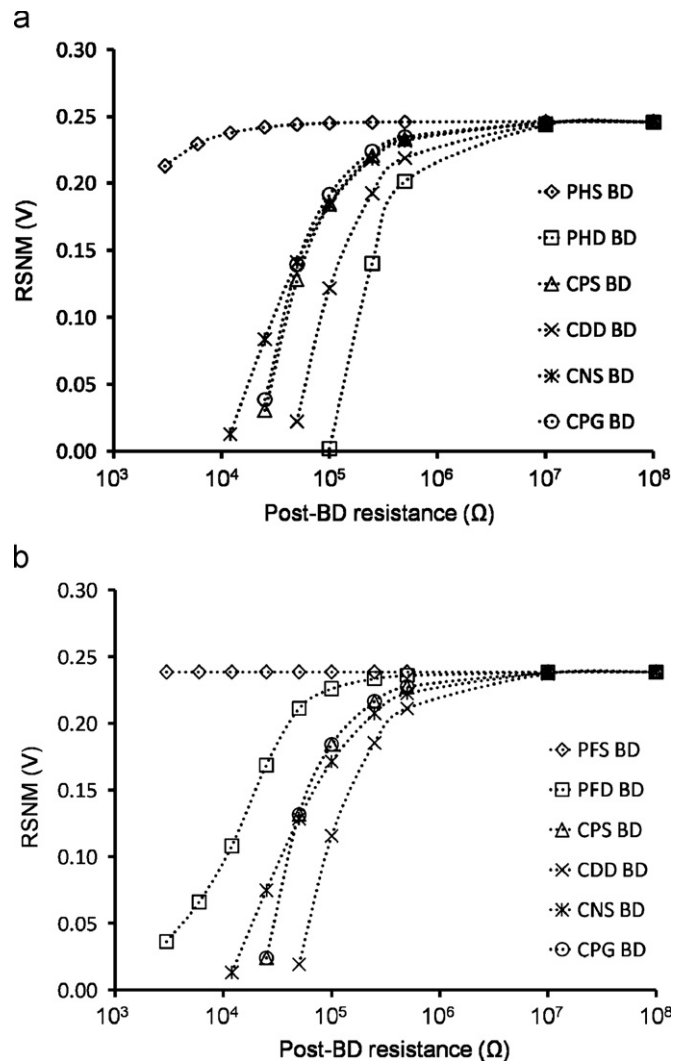 a
0.30
0.25
0.20
0.15
0.10
0.05
0.00
RSNM (V)
PHS BD
PHD BD
CPS BD
CDD BD
CNS BD
CPG BD
10³ 10⁴ 10⁵ 10⁶ 10⁷ 10⁸
Post-BD resistance (Ω)
b
0.30
0.25
0.20
0.15
0.10
0.05
0.00
RSNM (V)
PFS BD
PFD BD
CPS BD
CDD BD
CNS BD
CPG BD
10³ 10⁴ 10⁵ 10⁶ 10⁷ 10⁸
Post-BD resistance (Ω)